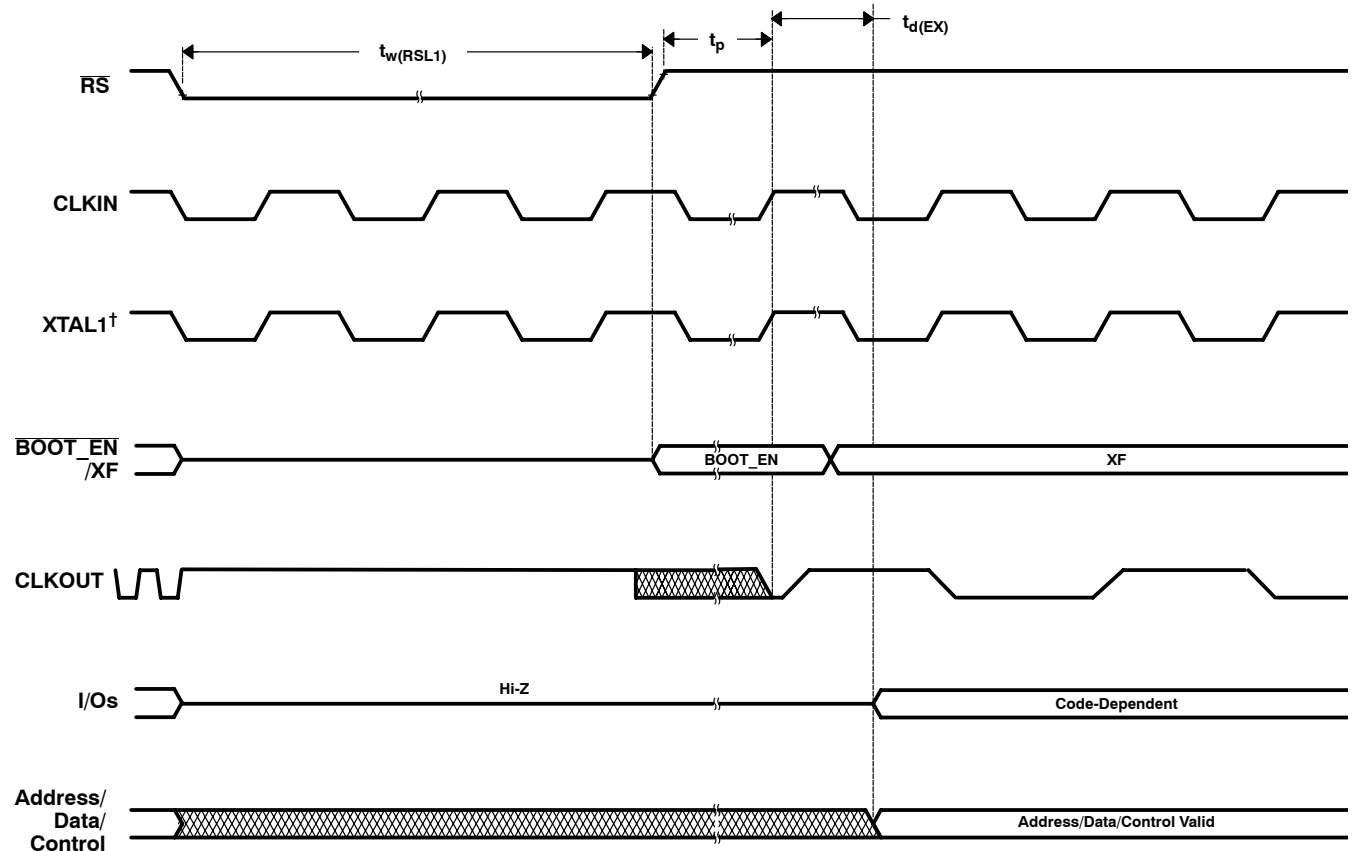 td(EX)
tw(RSL1)
tp
RS
CLKIN
XTAL1†
BOOT_EN
/XF
BOOT_EN
XF
CLKOUT
I/Os
Hi-Z
Code-Dependent
Address/
Data/
Control
Address/Data/Control Valid